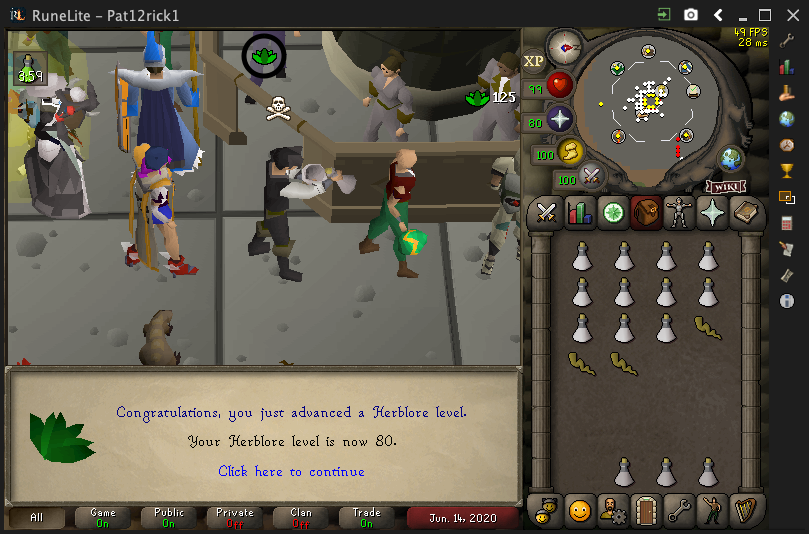 RuneLite - Pat12rick1
49 FPS
28 ms
3:59
125
XP
99
80
100
100
WIKI
Congratulations, you just advanced a Herblore level.
Your Herblore level is now 80.
Click here to continue
All
Game
On
Public
On
Private
Off
Clan
Off
Trade
On
Jun. 14, 2020